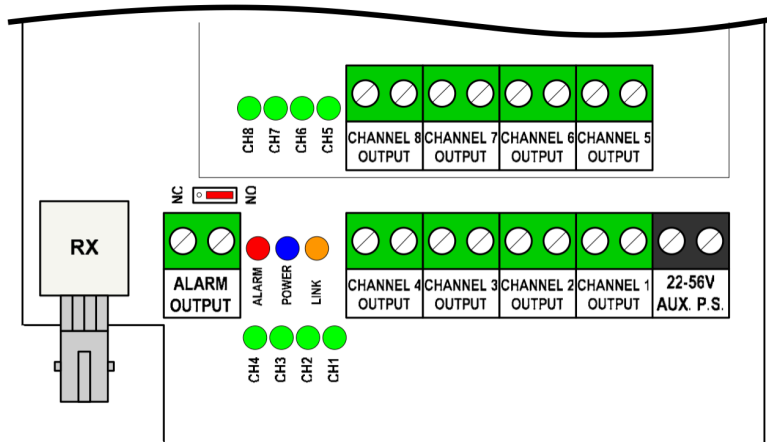 CH8
CH7
CH6
CH5
CHANNEL 8
OUTPUT
CHANNEL 7
OUTPUT
CHANNEL 6
OUTPUT
CHANNEL 5
OUTPUT
NC
NO
RX
ALARM
OUTPUT
ALARM
POWER
LINK
CHANNEL 4
OUTPUT
CHANNEL 3
OUTPUT
CHANNEL 2
OUTPUT
CHANNEL 1
OUTPUT
22-56V
AUX. P.S.
CH4
CH3
CH2
CH1